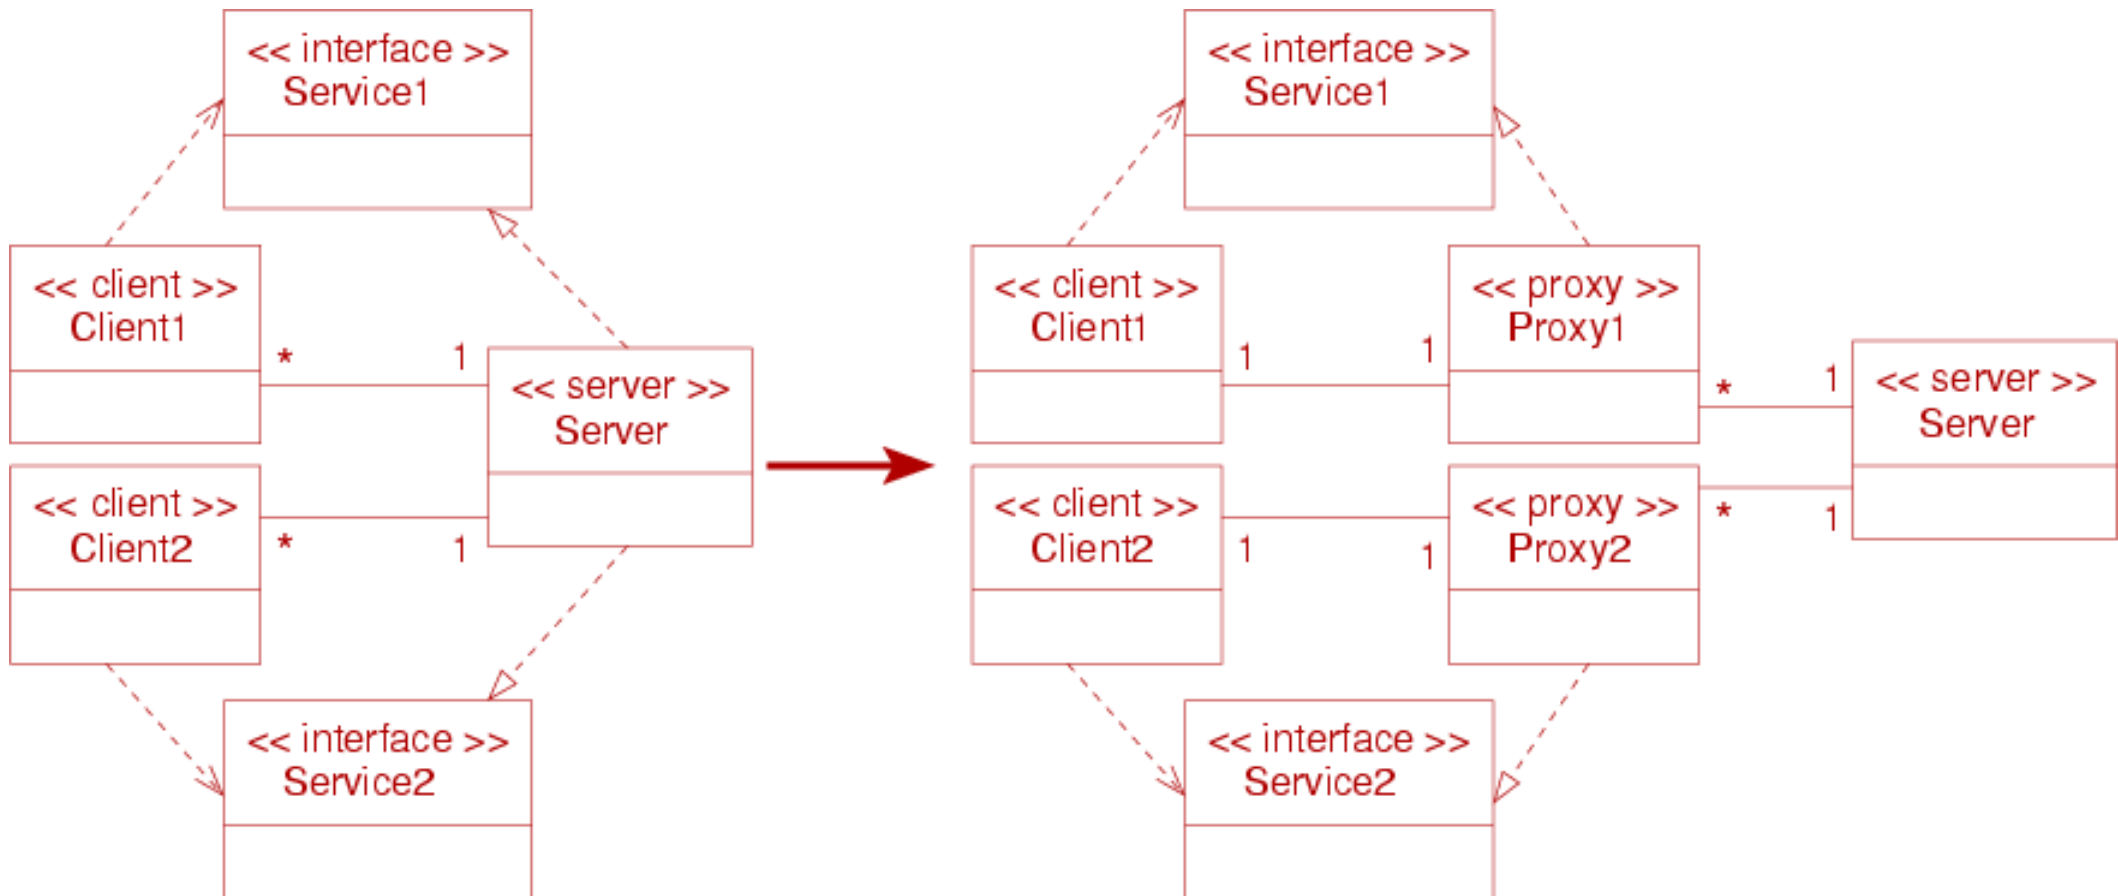 << interface >>
Service1
<< client >>
Client1
* 1
<< server >>
Server
<< client >>
Client2
* 1
<< interface >>
Service2
<< interface >>
Service1
<< client >>
Client1
1 1
<< proxy >>
Proxy1
* 1
<< server >>
Server
<< client >>
Client2
1 1
<< proxy >>
Proxy2
* 1
<< interface >>
Service2